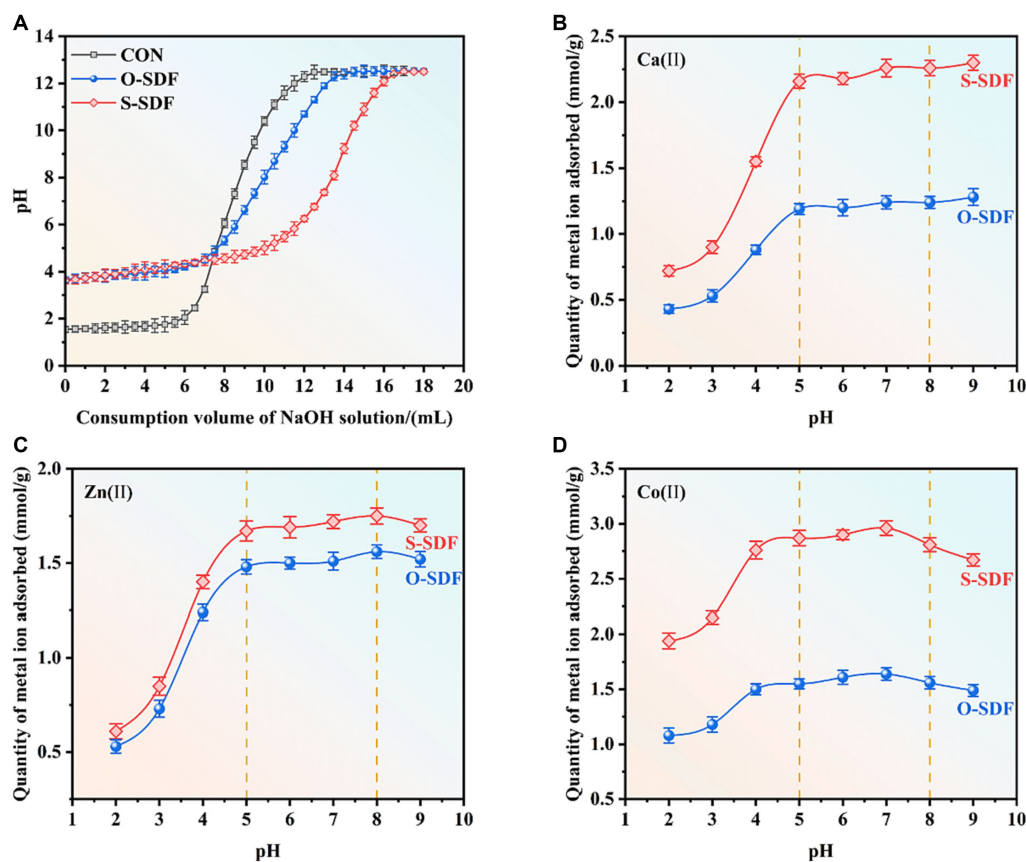 A
14
12
10
8
6
4
2
0
pH
CON
O-SDF
S-SDF
0 2 4 6 8 10 12 14 16 18 20
Consumption volume of NaOH solution/(mL)
B
2.5
2.0
1.5
1.0
0.5
0.0
Quantity of metal ion adsorbed (mmol/g)
Ca(II)
S-SDF
O-SDF
1 2 3 4 5 6 7 8 9 10
pH
C
2.0
1.5
1.0
0.5
Quantity of metal ion adsorbed (mmol/g)
Zn(II)
S-SDF
O-SDF
1 2 3 4 5 6 7 8 9 10
pH
D
3.5
3.0
2.5
2.0
1.5
1.0
0.5
Quantity of metal ion adsorbed (mmol/g)
Co(II)
S-SDF
O-SDF
1 2 3 4 5 6 7 8 9 10
pH